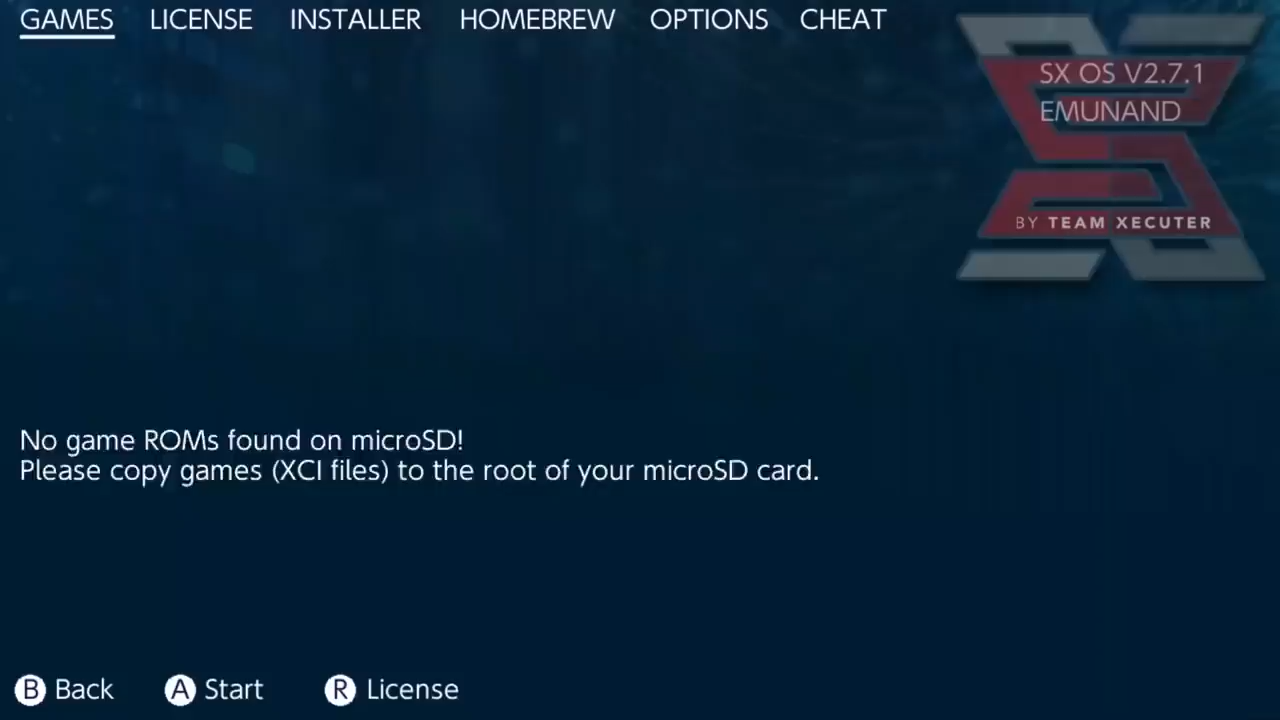 GAMES LICENSE INSTALLER HOMEBREW OPTIONS CHEAT
SX OS V2.7.1
EMUNAND
BY TEAM XECUTER
No game ROMs found on microSD!
Please copy games (XCI files) to the root of your microSD card.
B Back A Start R License